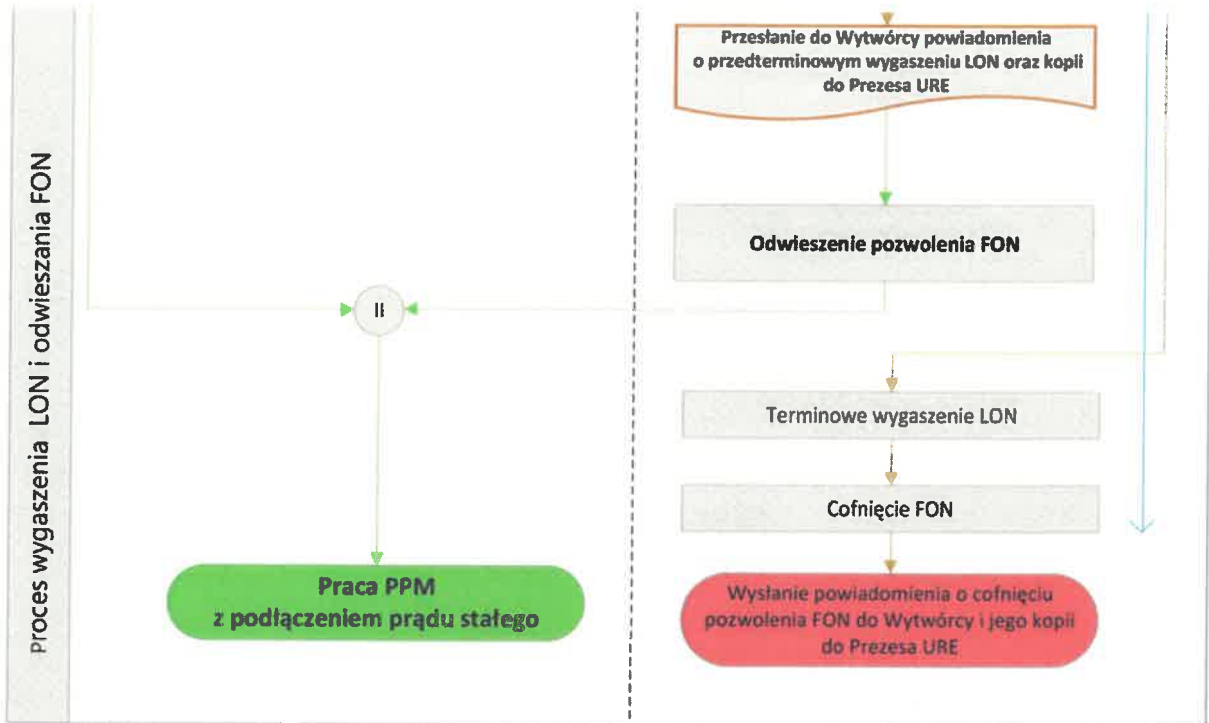 Proces wygaszenia LON i odwieszania FON
Przesłanie do Wytwórcy powiadomienia
o przedterminowym wygaszeniu LON oraz kopii
do Prezesa URE
Odwieszenie pozwolenia FON
II
Terminowe wygaszenie LON
Cofnięcie FON
Praca PPM
z podłączeniem prądu stałego
Wysłanie powiadomienia o cofnięciu
pozwolenia FON do Wytwórcy i jego kopii
do Prezesa URE